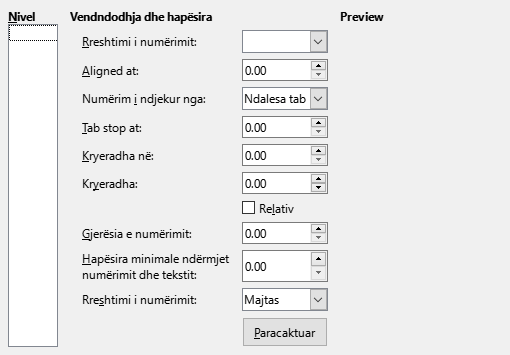 Nivel Vendndodhja dhe hapësira Preview
Rreshtimi i numërimit:
Aligned at: 0.00
Numërim i ndjekur nga: Ndalesa tab
Tab stop at: 0.00
Kryeradha në: 0.00
Kryeradha: 0.00
Relativ
Gjerësia e numërimit: 0.00
Hapësira minimale ndërmjet
numërimit dhe tekstit: 0.00
Rreshtimi i numërimit: Majtas
Paracaktuar